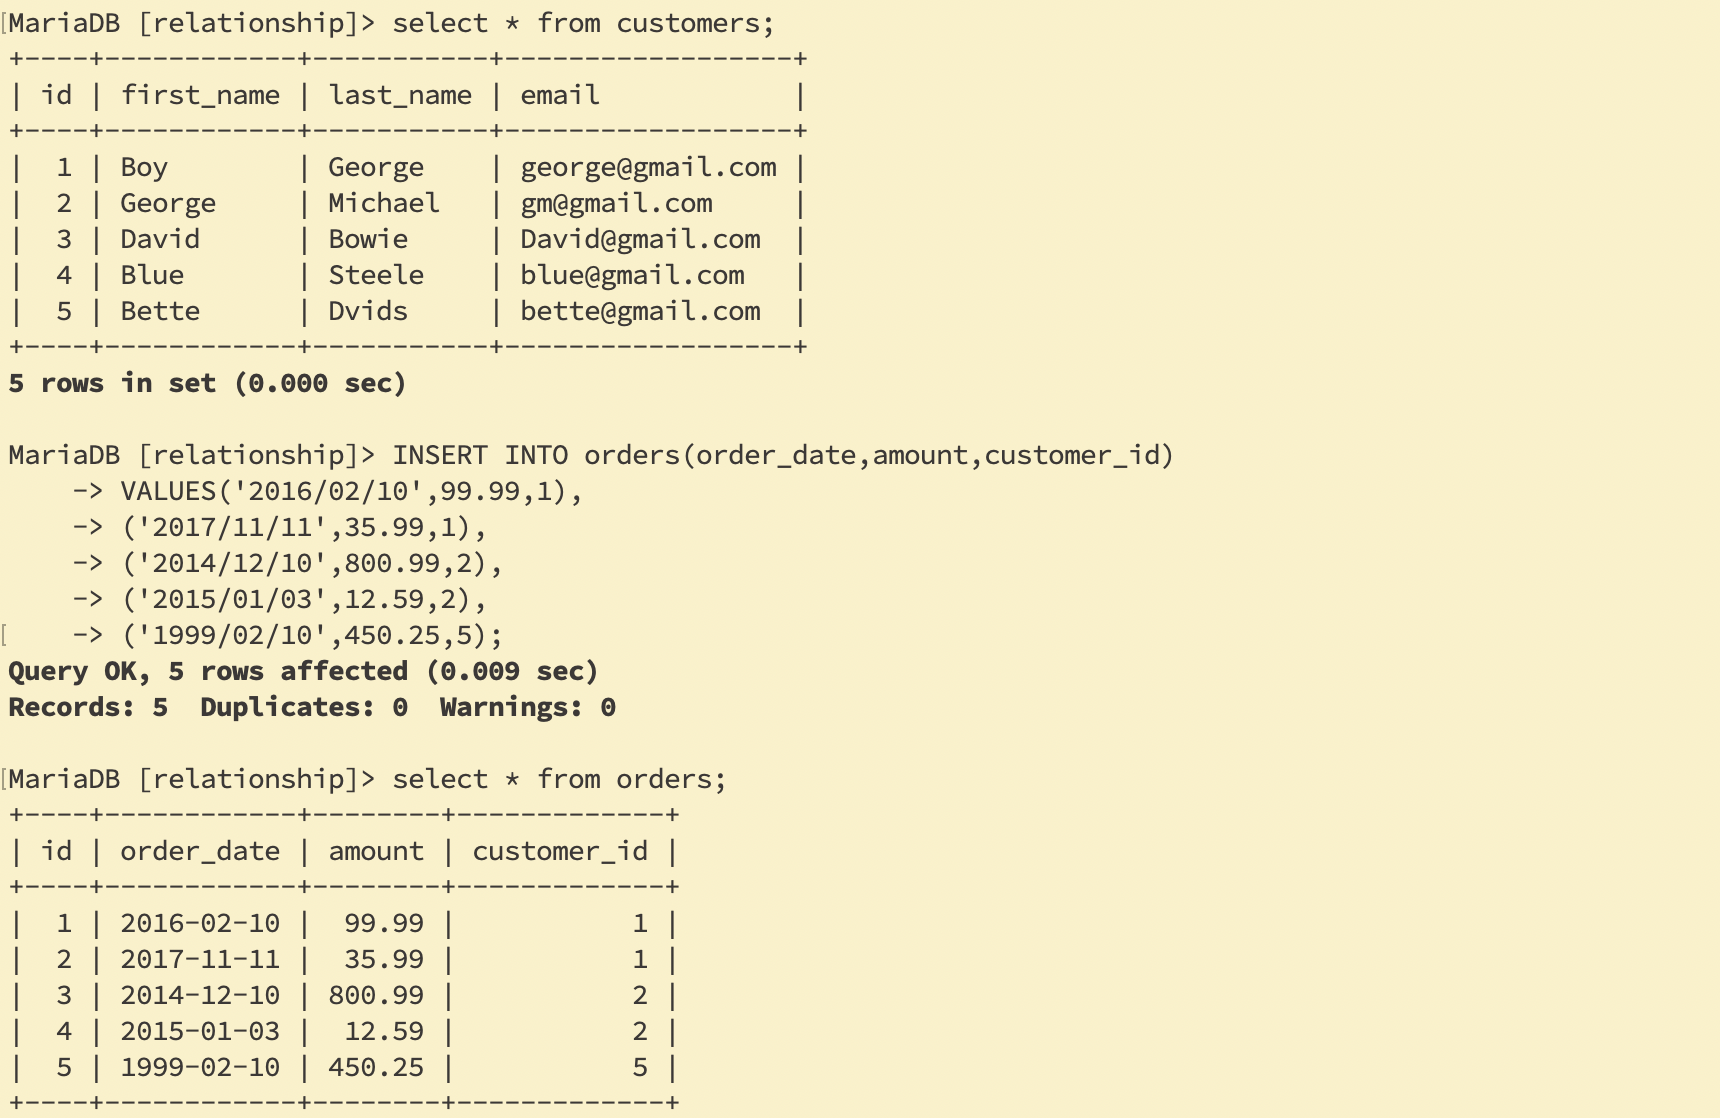 MariaDB [relationship]> select * from customers;
+----+------------+-----------+------------------+
| id | first_name | last_name | email            |
+----+------------+-----------+------------------+
|  1 | Boy        | George    | george@gmail.com |
|  2 | George     | Michael   | gm@gmail.com     |
|  3 | David      | Bowie     | David@gmail.com  |
|  4 | Blue       | Steele    | blue@gmail.com   |
|  5 | Bette      | Dvids     | bette@gmail.com  |
+----+------------+-----------+------------------+
5 rows in set (0.000 sec)

MariaDB [relationship]> INSERT INTO orders(order_date,amount,customer_id)
    -> VALUES('2016/02/10',99.99,1),
    -> ('2017/11/11',35.99,1),
    -> ('2014/12/10',800.99,2),
    -> ('2015/01/03',12.59,2),
    -> ('1999/02/10',450.25,5);
Query OK, 5 rows affected (0.009 sec)
Records: 5  Duplicates: 0  Warnings: 0

MariaDB [relationship]> select * from orders;
+----+------------+--------+-------------+
| id | order_date | amount | customer_id |
+----+------------+--------+-------------+
|  1 | 2016-02-10 |  99.99 |           1 |
|  2 | 2017-11-11 |  35.99 |           1 |
|  3 | 2014-12-10 | 800.99 |           2 |
|  4 | 2015-01-03 |  12.59 |           2 |
|  5 | 1999-02-10 | 450.25 |           5 |
+----+------------+--------+-------------+